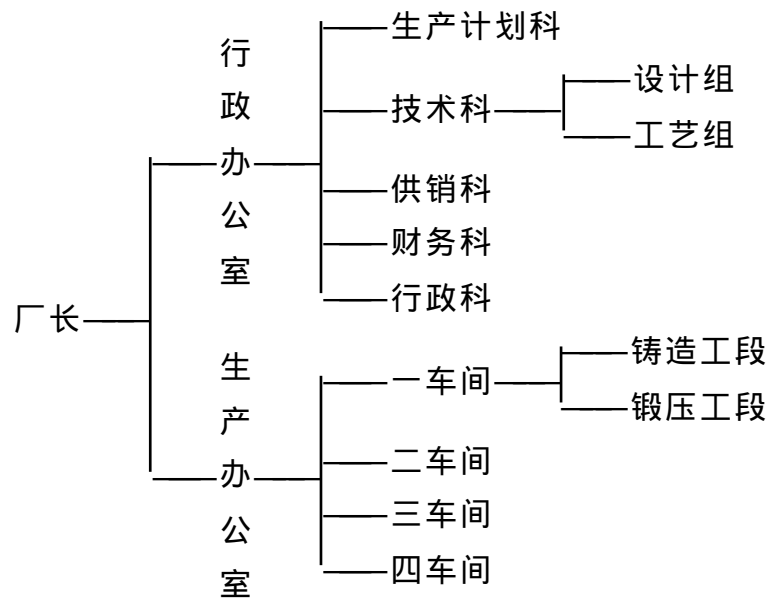 厂长
行政办公室
生产计划科
技术科
设计组
工艺组
供销科
财务科
行政科
生产办公室
一车间
铸造工段
锻压工段
二车间
三车间
四车间